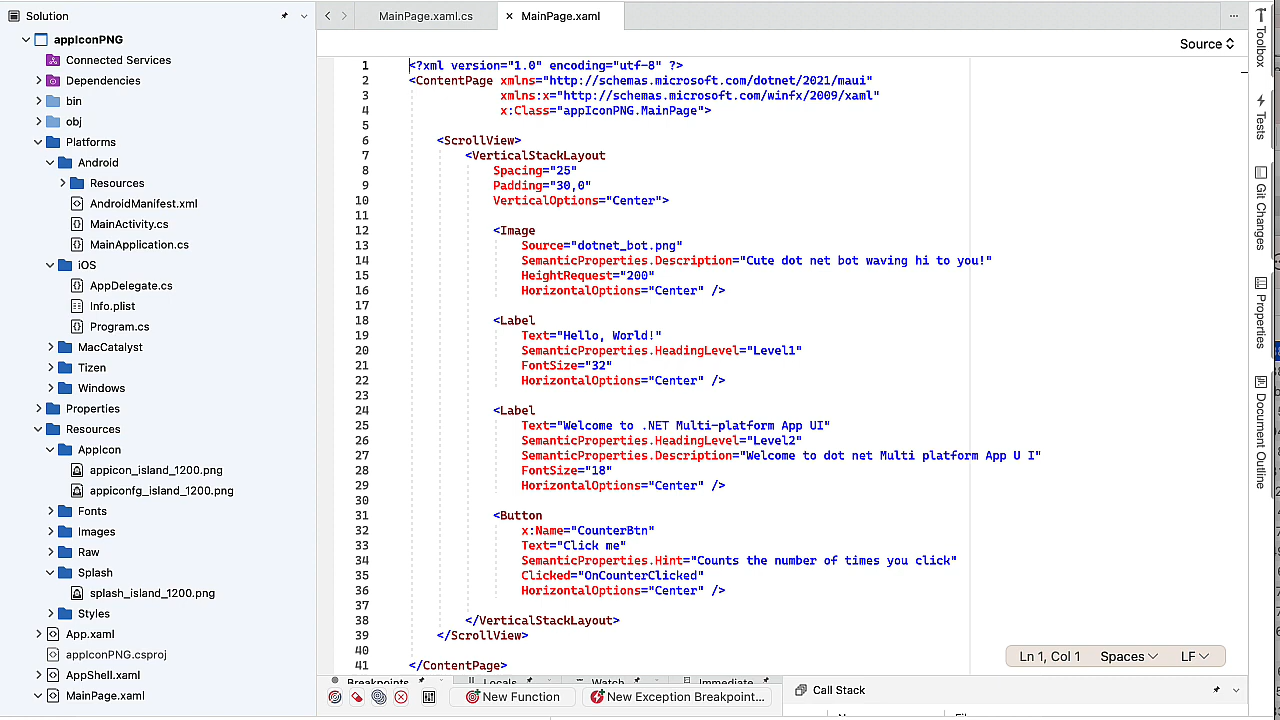 Solution
appIconPNG
Connected Services
Dependencies
bin
obj
Platforms
Android
Resources
AndroidManifest.xml
MainActivity.cs
MainApplication.cs
iOS
AppDelegate.cs
Info.plist
Program.cs
MacCatalyst
Tizen
Windows
Properties
Resources
AppIcon
appicon_island_1200.png
appiconfg_island_1200.png
Fonts
Images
Raw
Splash
splash_island_1200.png
Styles
App.xaml
appIconPNG.csproj
AppShell.xaml
MainPage.xaml
MainPage.xaml.cs
MainPage.xaml
Source
1 <?xml version="1.0" encoding="utf-8" ?>
2 <ContentPage xmlns="http://schemas.microsoft.com/dotnet/2021/maui"
3 xmlns:x="http://schemas.microsoft.com/winfx/2009/xaml"
4 x:Class="appIconPNG.MainPage">
5
6 <ScrollView>
7 <VerticalStackLayout
8 Spacing="25"
9 Padding="30,0"
10 VerticalOptions="Center">
11
12 <Image
13 Source="dotnet_bot.png"
14 SemanticProperties.Description="Cute dot net bot waving hi to you!"
15 HeightRequest="200"
16 HorizontalOptions="Center" />
17
18 <Label
19 Text="Hello, World!"
20 SemanticProperties.HeadingLevel="Level1"
21 FontSize="32"
22 HorizontalOptions="Center" />
23
24 <Label
25 Text="Welcome to .NET Multi-platform App UI"
26 SemanticProperties.HeadingLevel="Level2"
27 SemanticProperties.Description="Welcome to dot net Multi platform App U I"
28 FontSize="18"
29 HorizontalOptions="Center" />
30
31 <Button
32 x:Name="CounterBtn"
33 Text="Click me"
34 SemanticProperties.Hint="Counts the number of times you click"
35 Clicked="OnCounterClicked"
36 HorizontalOptions="Center" />
37
38 </VerticalStackLayout>
39 </ScrollView>
40
41 </ContentPage>
Ln 1, Col 1 Spaces LF
Breakpoints Locals Watch Immediate
New Function New Exception Breakpoint...
Call Stack
Toolbox
Tests
Git Changes
Properties
Document Outline